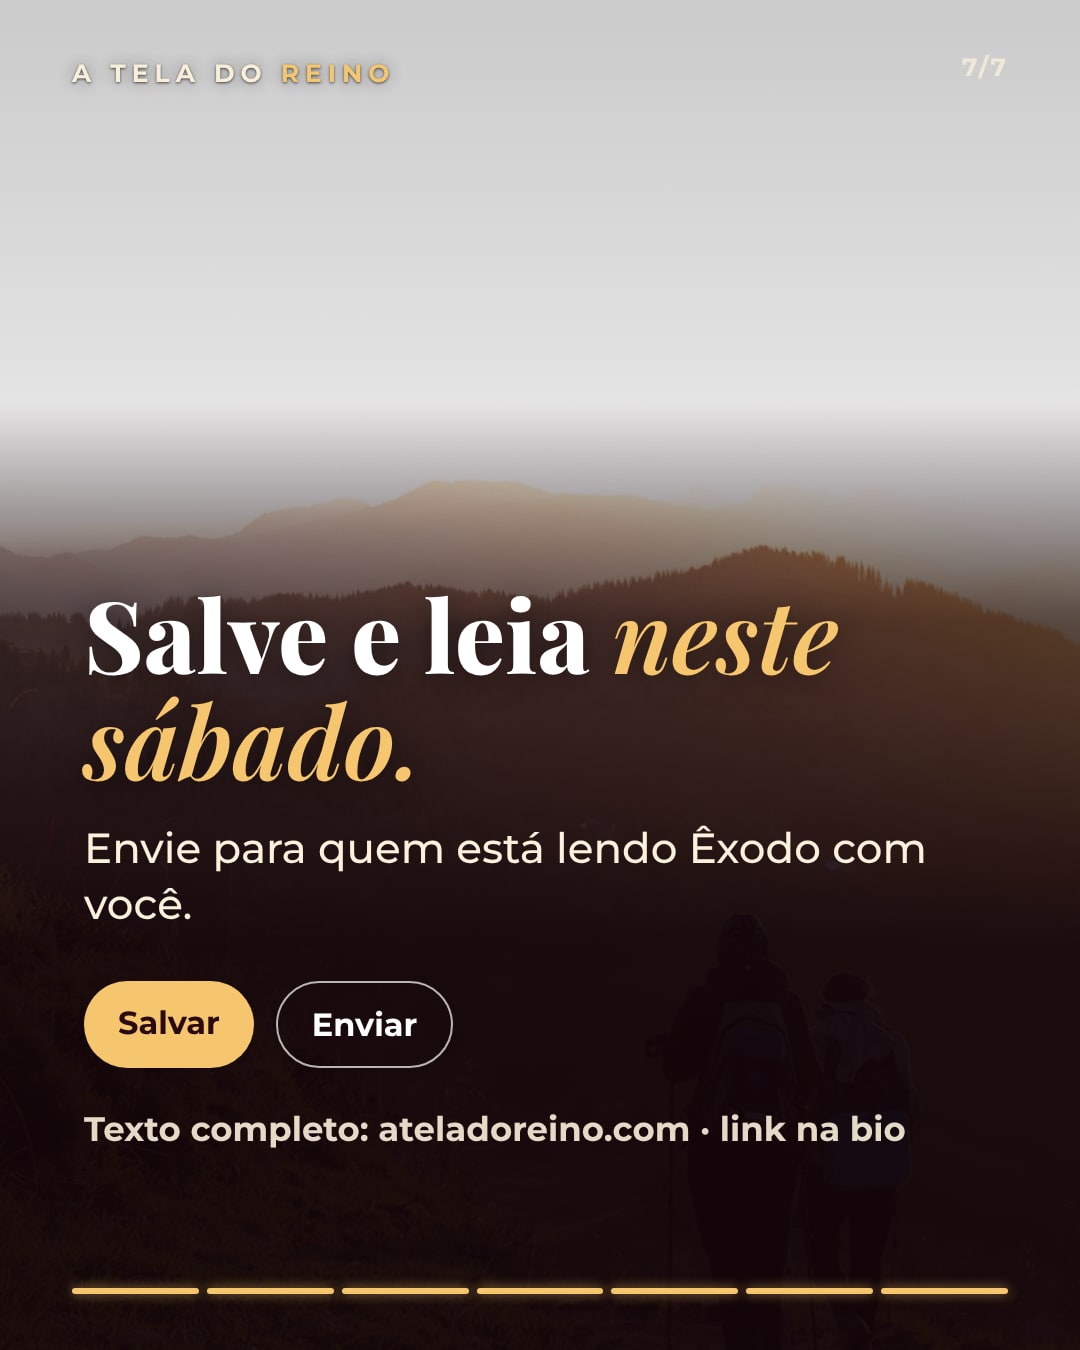 A TELA DO REINO
7/7
Salve e leia neste
sábado.
Envie para quem está lendo Êxodo com
você.
Salvar
Enviar
Texto completo: ateladoreino.com · link na bio